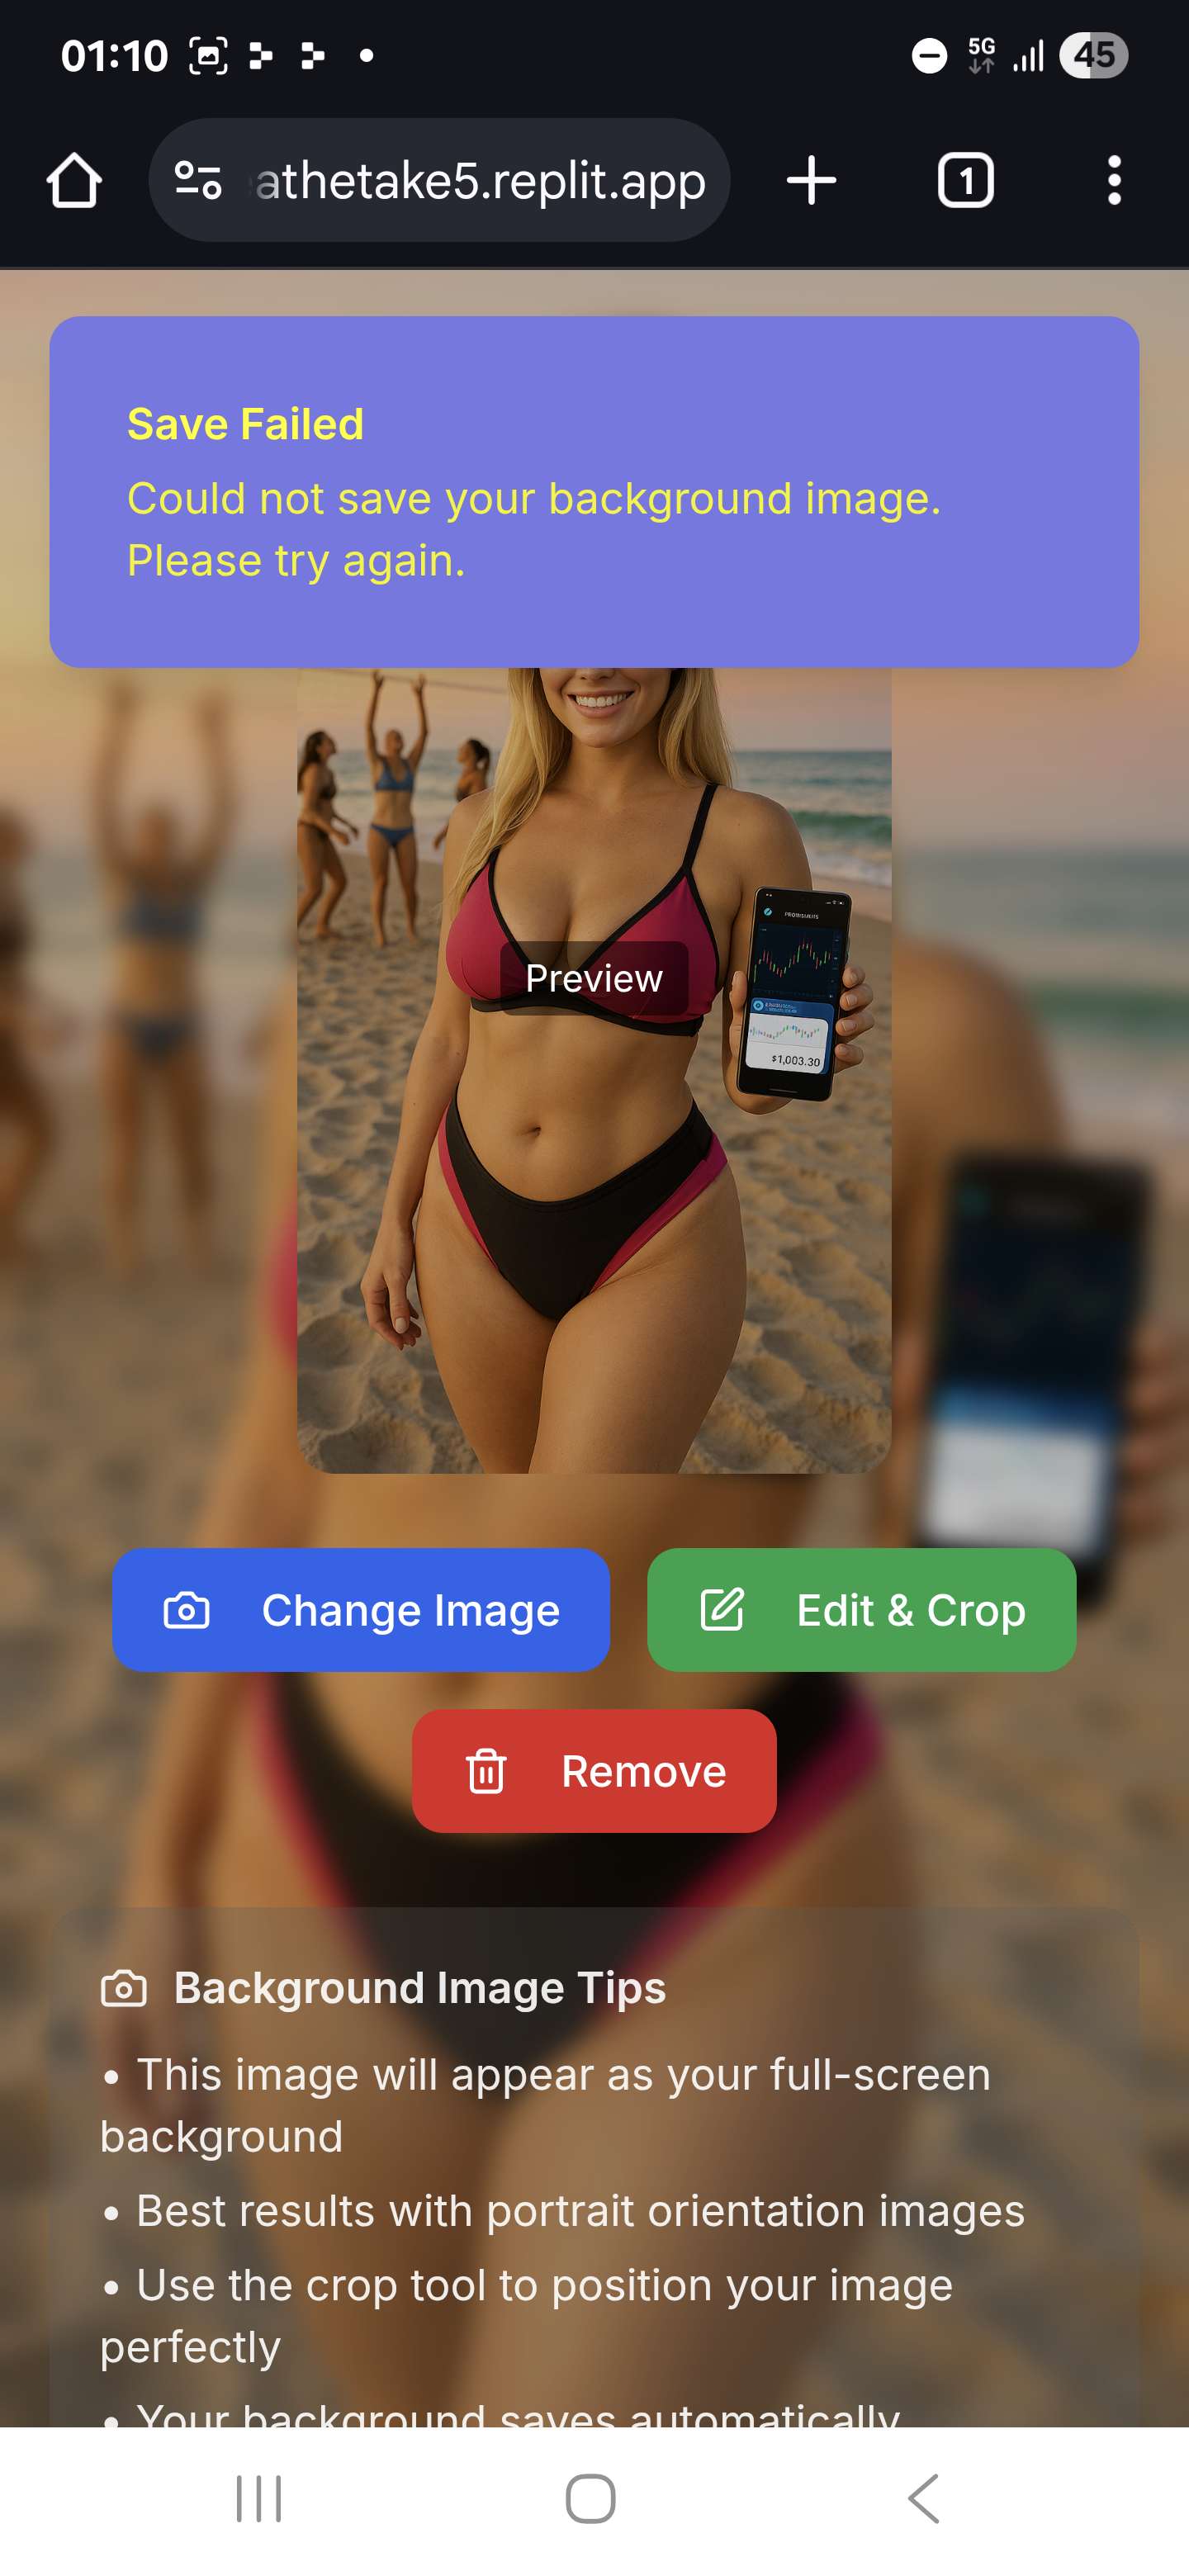 01:10
5G
45
athetake5.replit.app
1
Save Failed
Could not save your background image.
Please try again.
Preview
$1,003.30
Change Image
Edit & Crop
Remove
Background Image Tips
• This image will appear as your full-screen
background
• Best results with portrait orientation images
• Use the crop tool to position your image
perfectly
• Your background saves automatically